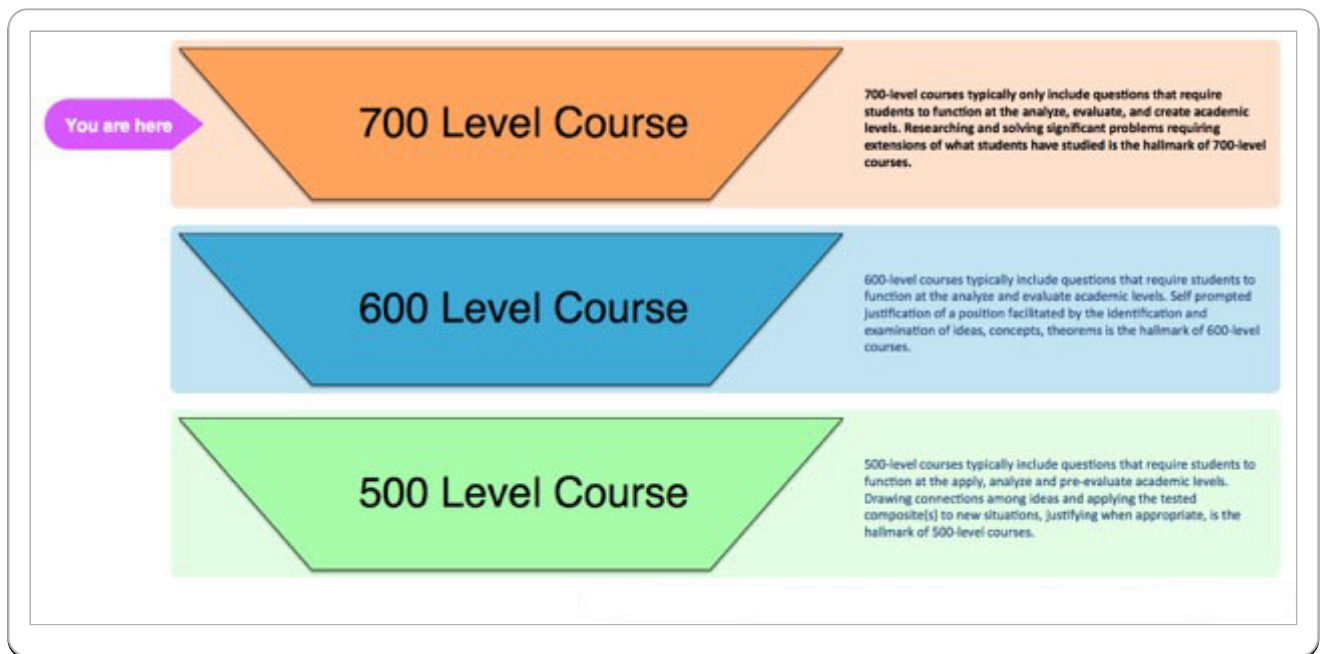 You are here
700 Level Course
700-level courses typically only include questions that require
students to function at the analyze, evaluate, and create academic
levels. Researching and solving significant problems requiring
extensions of what students have studied is the hallmark of 700-level
courses.
600 Level Course
600-level courses typically include questions that require students to
function at the analyze and evaluate academic levels. Self prompted
justification of a position facilitated by the identification and
examination of ideas, concepts, theorems is the hallmark of 600-level
courses.
500 Level Course
500-level courses typically include questions that require students to
function at the apply, analyze and pre-evaluate academic levels.
Drawing connections among ideas and applying the tested
composite(s) to new situations, justifying when appropriate, is the
hallmark of 500-level courses.